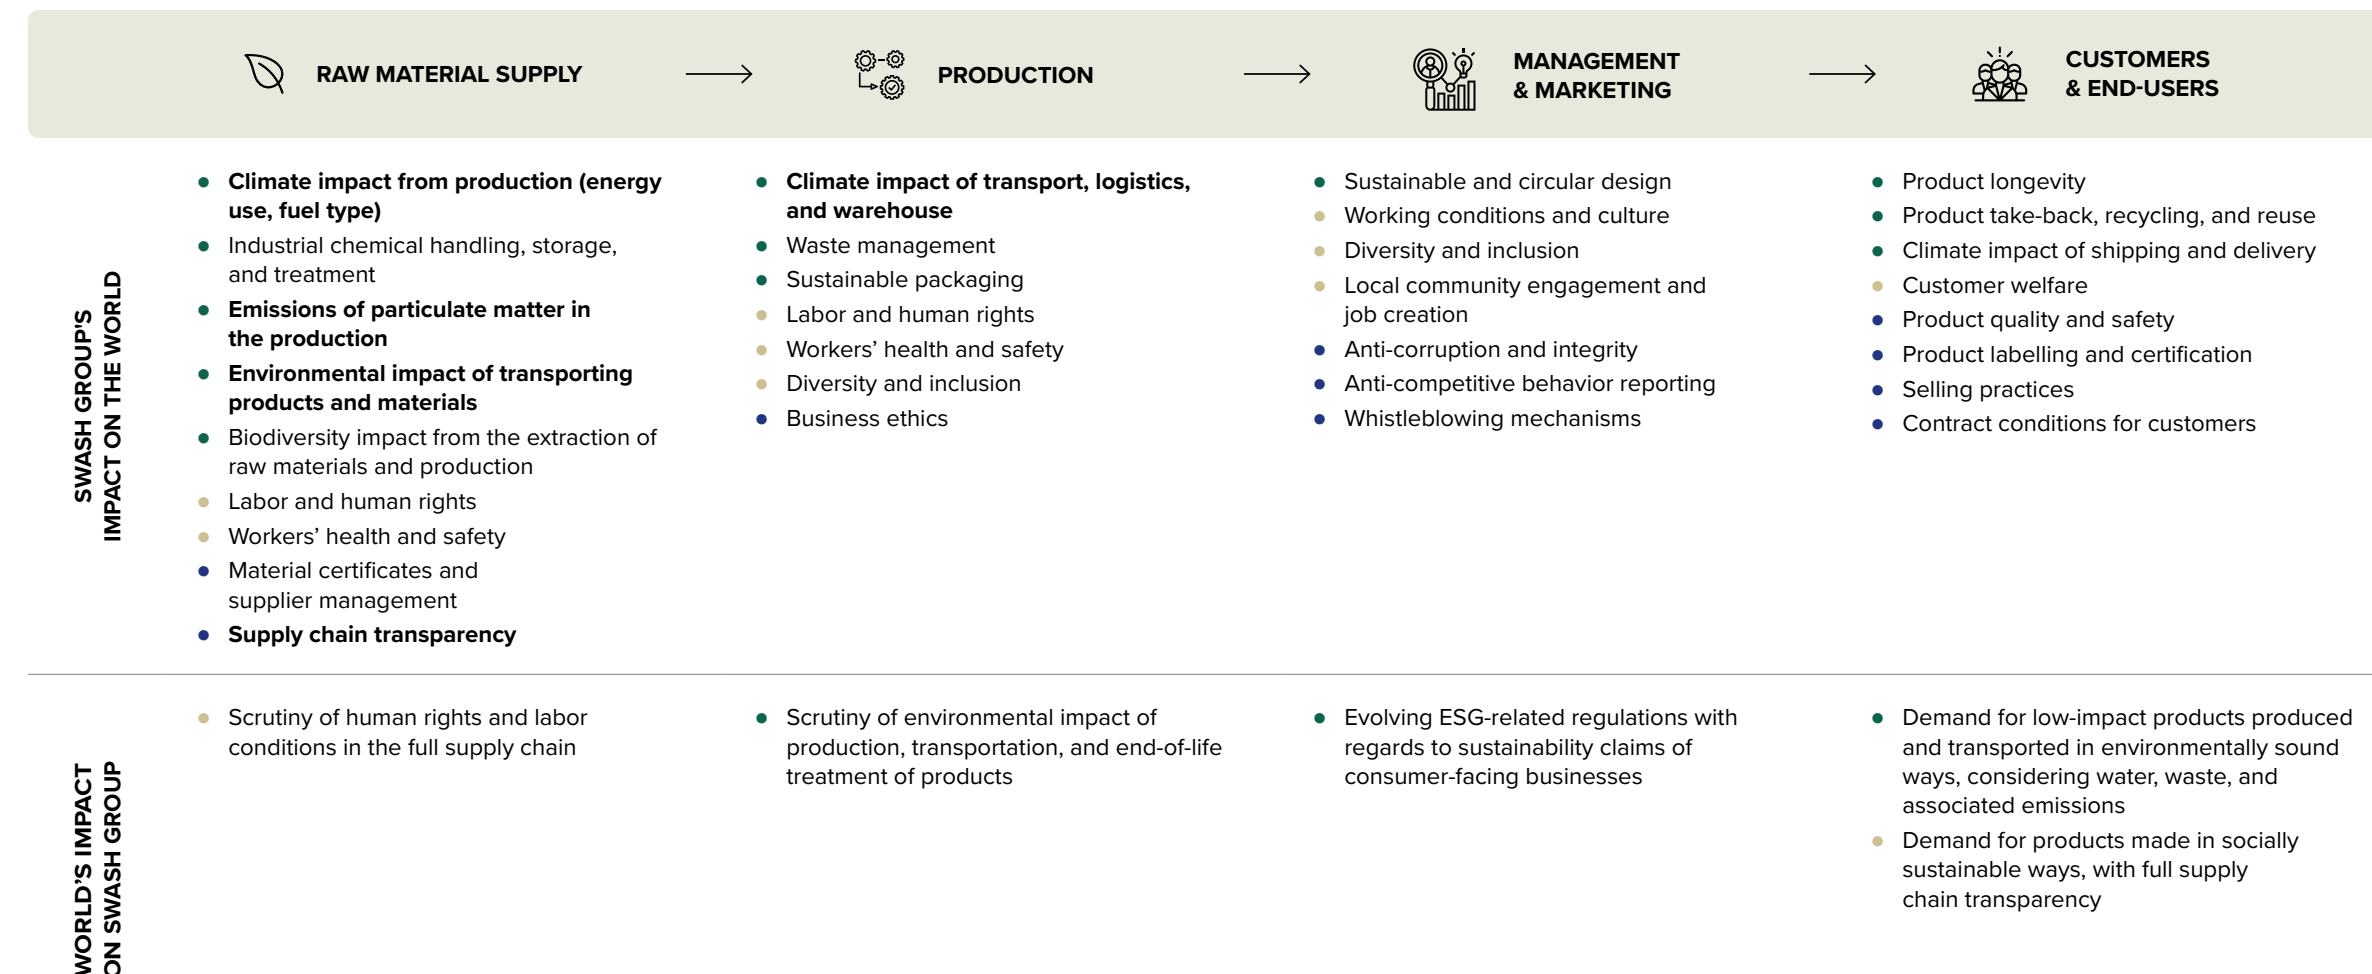 RAW MATERIAL SUPPLY
PRODUCTION
MANAGEMENT
& MARKETING
CUSTOMERS
& END-USERS
SWASH GROUP'S
IMPACT ON THE WORLD
Climate impact from production (energy
use, fuel type)
Industrial chemical handling, storage,
and treatment
Emissions of particulate matter in
the production
Environmental impact of transporting
products and materials
Biodiversity impact from the extraction of
raw materials and production
Labor and human rights
Workers’ health and safety
Material certificates and
supplier management
Supply chain transparency
Climate impact of transport, logistics,
and warehouse
Waste management
Sustainable packaging
Labor and human rights
Workers’ health and safety
Diversity and inclusion
Business ethics
Sustainable and circular design
Working conditions and culture
Diversity and inclusion
Local community engagement and
job creation
Anti-corruption and integrity
Anti-competitive behavior reporting
Whistleblowing mechanisms
Product longevity
Product take-back, recycling, and reuse
Climate impact of shipping and delivery
Customer welfare
Product quality and safety
Product labelling and certification
Selling practices
Contract conditions for customers
WORLD’S IMPACT
ON SWASH GROUP
Scrutiny of human rights and labor
conditions in the full supply chain
Scrutiny of environmental impact of
production, transportation, and end-of-life
treatment of products
Evolving ESG-related regulations with
regards to sustainability claims of
consumer-facing businesses
Demand for low-impact products produced
and transported in environmentally sound
ways, considering water, waste, and
associated emissions
Demand for products made in socially
sustainable ways, with full supply
chain transparency